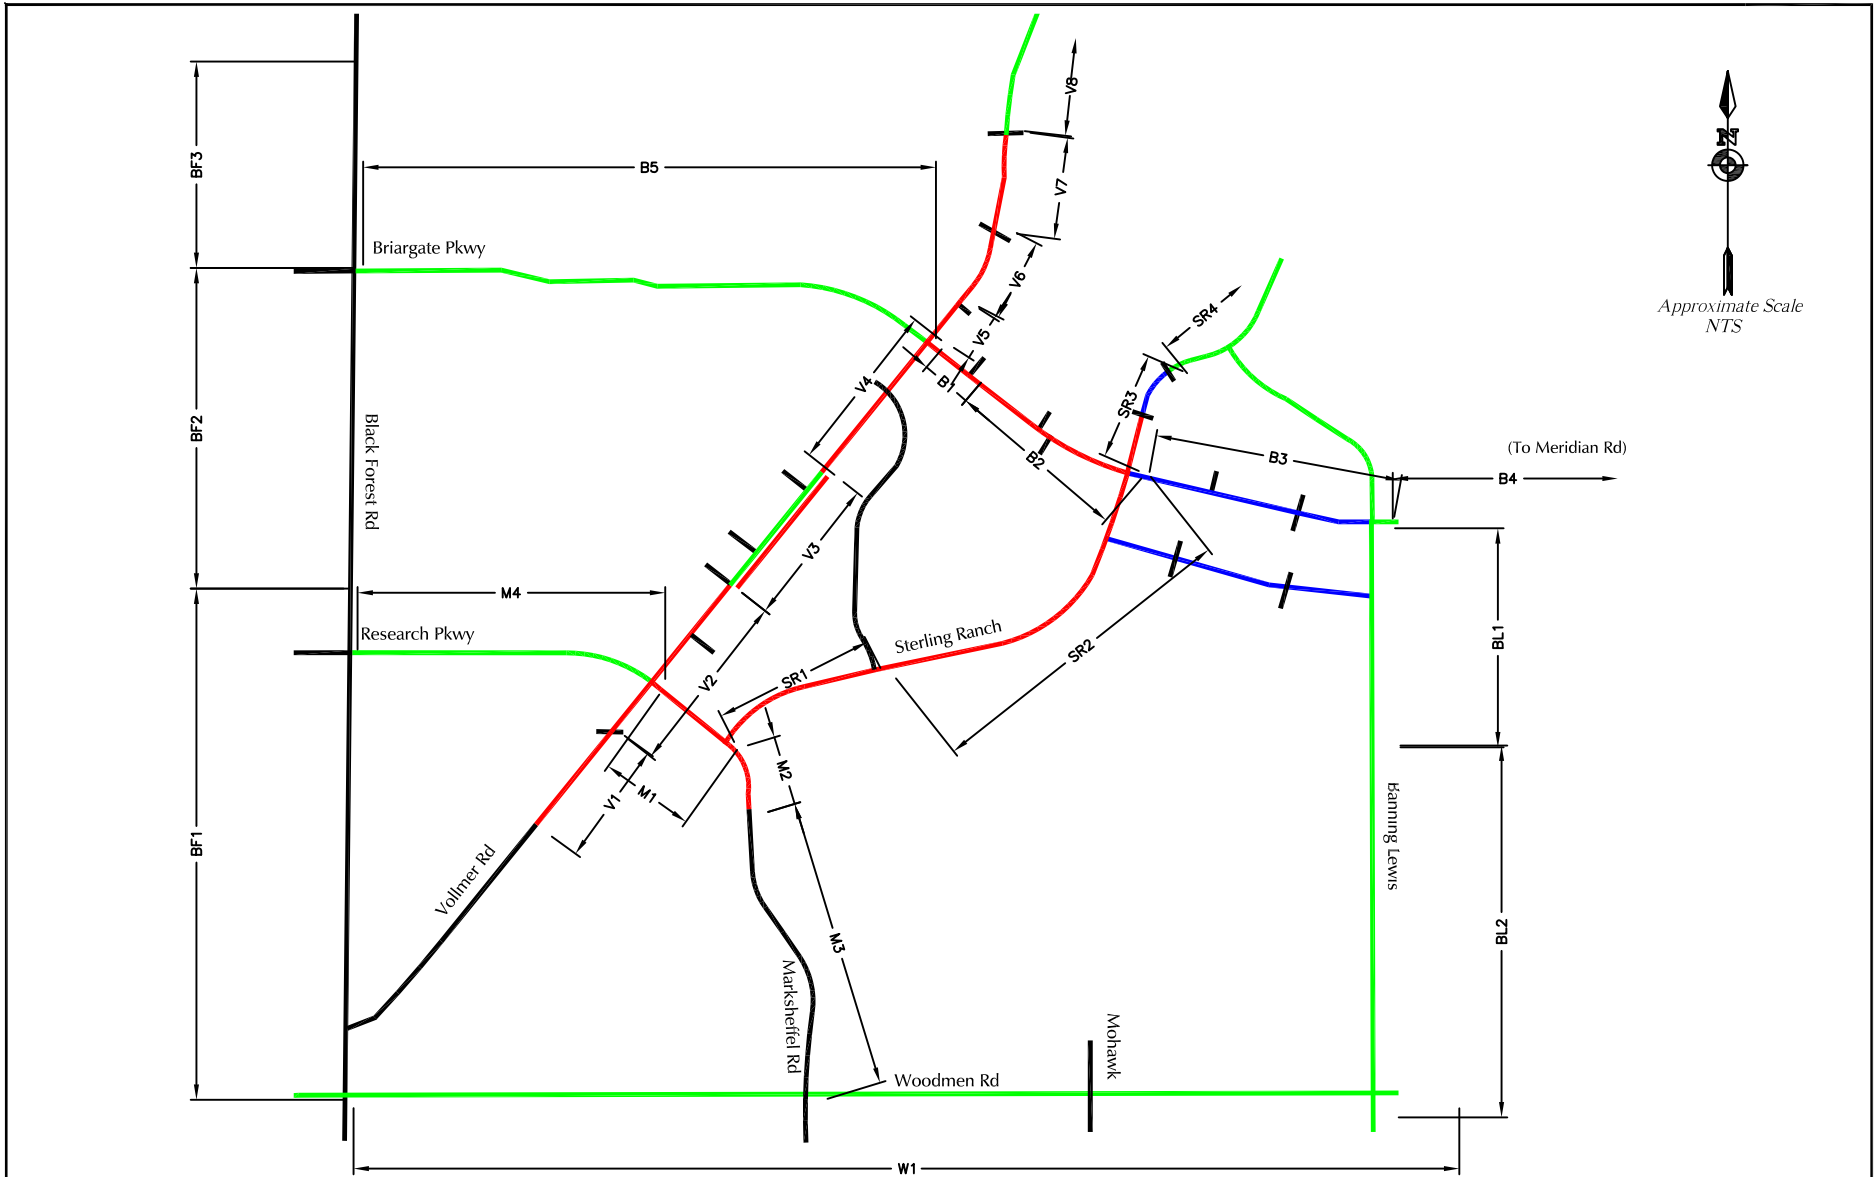 V8
BF3
B5
V7
Briargate Pkwy
V6
Approximate Scale
NTS
SR4
V5
B1
V4
SR3
BF2
Black Forest Rd
B2
B3
(To Meridian Rd)
B4
V3
M4
Research Pkwy
Sterling Ranch
SR2
BL1
SR1
V2
M2
M1
V1
BF1
Vollmer Rd
Banning Lewis
M3
BL2
Marksheffel Rd
Mohawk
Woodmen Rd
W1